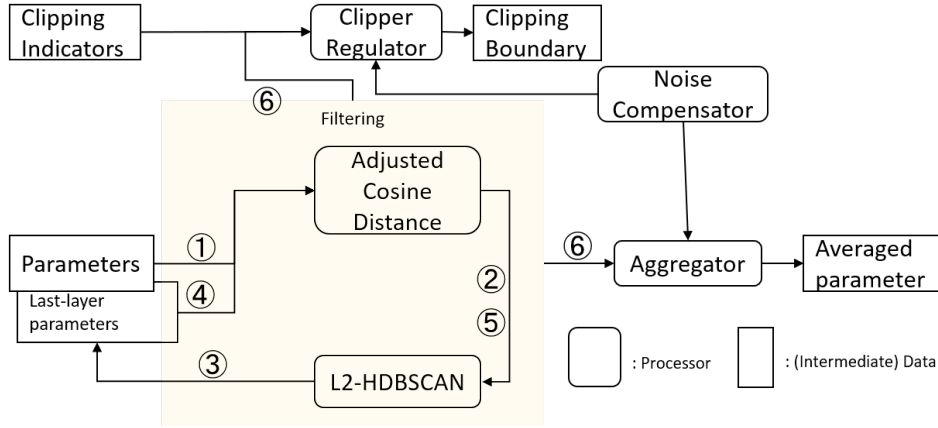 Clipping
Indicators
Clipper
Regulator
Clipping
Boundary
Noise
Compensator
⑥
Filtering
Adjusted
Cosine
Distance
Parameters
Last-layer
parameters
①
④
②
⑤
③
L2-HDBSCAN
⑥
Aggregator
Averaged
parameter
: Processor
: (Intermediate) Data